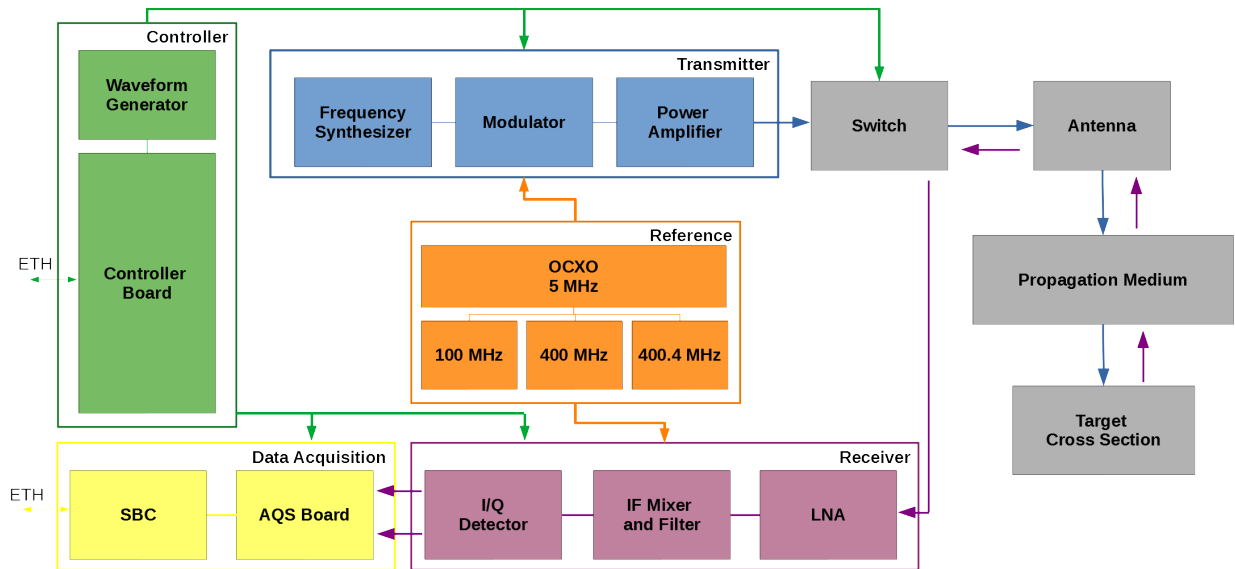 Controller
Waveform
Generator
Controller
Board
ETH
Transmitter
Frequency
Synthesizer
Modulator
Power
Amplifier
Switch
Antenna
Propagation Medium
Target
Cross Section
Reference
OCXO
5 MHz
100 MHz
400 MHz
400.4 MHz
Data Acquisition
ETH
SBC
AQS Board
Receiver
I/Q
Detector
IF Mixer
and Filter
LNA